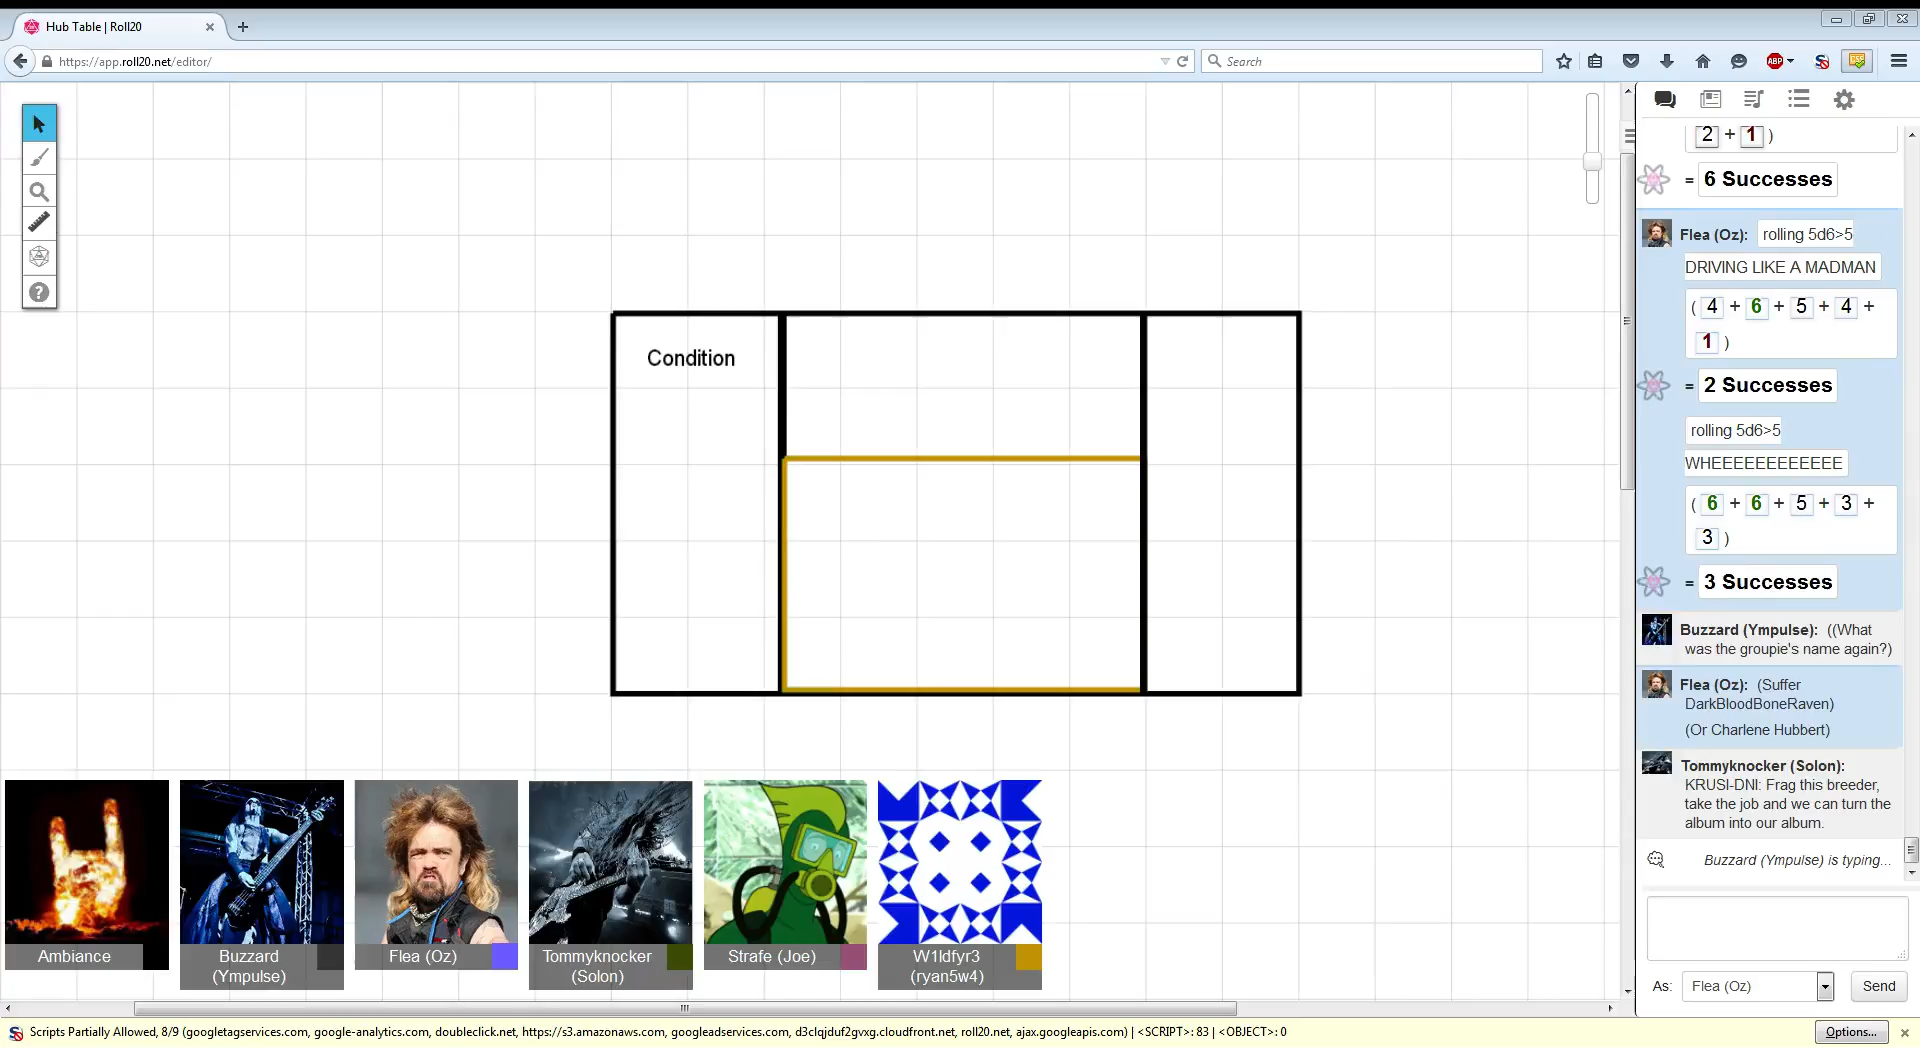 Hub Table | Roll20
https://app.roll20.net/editor/
Search
ABP
2 + 1 )
= 6 Successes
Flea (Oz): rolling 5d6>5
DRIVING LIKE A MADMAN
( 4 + 6 + 5 + 4 +
1 )
= 2 Successes
rolling 5d6>5
WHEEEEEEEEEEEE
( 6 + 6 + 5 + 3 +
3 )
= 3 Successes
Buzzard (Ympulse): ((What
was the groupie's name again?)
Flea (Oz): (Suffer
DarkBloodBoneRaven)
(Or Charlene Hubbert)
Tommyknocker (Solon):
KRUSI-DNI: Frag this breeder,
take the job and we can turn the
album into our album.
Buzzard (Ympulse) is typing...
As: Flea (Oz) Send
Condition
Ambiance
Buzzard
(Ympulse)
Flea (Oz)
Tommyknocker
(Solon)
Strafe (Joe)
W1ldfyr3
(ryan5w4)
Scripts Partially Allowed, 8/9 (googletagservices.com, google-analytics.com, doubleclick.net, https://s3.amazonaws.com, googleadservices.com, d3clqjduf2gvxg.cloudfront.net, roll20.net, ajax.googleapis.com) | <SCRIPT>: 83 | <OBJECT>: 0
Options...